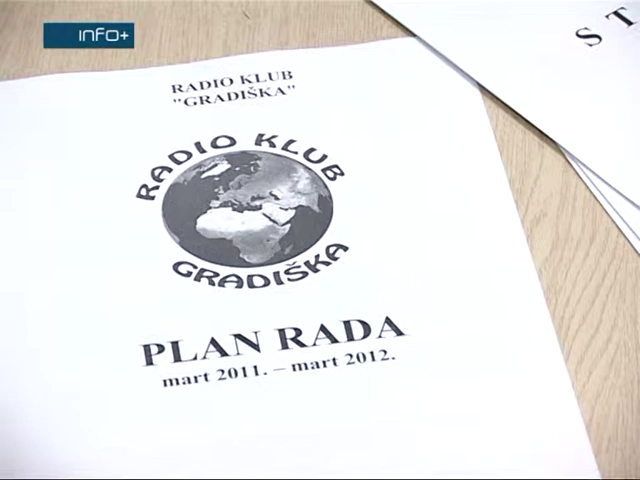 INFO+
S T
RADIO KLUB
"GRADIŠKA"
RADIO KLUB
GRADIŠKA
PLAN RADA
mart 2011. – mart 2012.